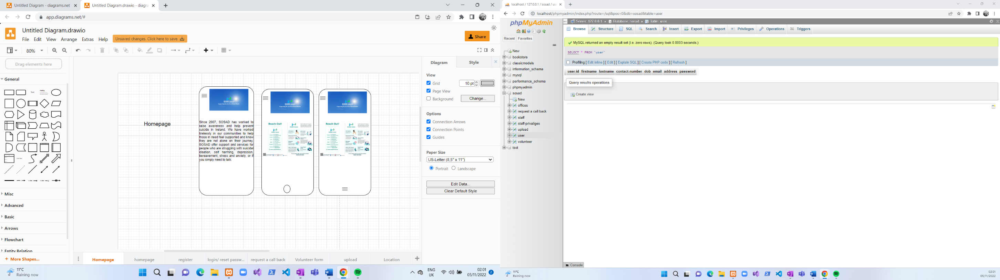 Untitled Diagram - diagrams.net
Untitled Diagram.drawio - diagra
app.diagrams.net/#
Untitled Diagram.drawio
File Edit View Arrange Extras Help
Unsaved changes. Click here to save.
Share
80%
Drag elements here
General
Text
Heading
Misc
Advanced
Basic
Arrows
Flowchart
Entity Relation
+ More Shapes...
Homepage
Since 2007, SOSAD has worked to
raise awareness and help prevent
suicide in Ireland. We have worked
tirelessly in our communities to help
those in need feel supported and know
they are not alone on their journey.
SOSAD offer support and services for
people who are struggling with suicidal
ideation, self harming, depression,
bereavement, stress and anxiety, or if
you simply need to talk.
Reach Out!
Reach Out!
Diagram Style
View
Grid 10 pt
Page View
Background Change...
Options
Connection Arrows
Connection Points
Guides
Paper Size
US-Letter (8,5" x 11")
Portrait Landscape
Edit Data...
Clear Default Style
Homepage homepage register login/ reset passw... request a call back Volunteer form upload Location
11°C
Raining now
ENG
UK
02:01
05/11/2022
2
localhost / 127.0.0.1 / sosad / us
localhost/phpmyadmin/index.php?route=/sql&pos=0&db=sosad&table=user
phpMyAdmin
Recent Favorites
New
bookstore
classicmodels
information_schema
mysql
performance_schema
phpmyadmin
sosad
New
offices
request a call back
staff
staff-privaliges
upload
user
volunteer
test
Server: 127.0.0.1 » Database: sosad » Table: user
Browse Structure SQL Search Insert Export Import Privileges Operations Triggers
MySQL returned an empty result set (i.e. zero rows). (Query took 0.0003 seconds.)
SELECT * FROM `user`
Profiling [ Edit inline ] [ Edit ] [ Explain SQL ] [ Create PHP code ] [ Refresh ]
user-id firstname lastname contact-number dob email address password
Query results operations
Create view
Console
11°C
Raining now
02:01
05/11/2022